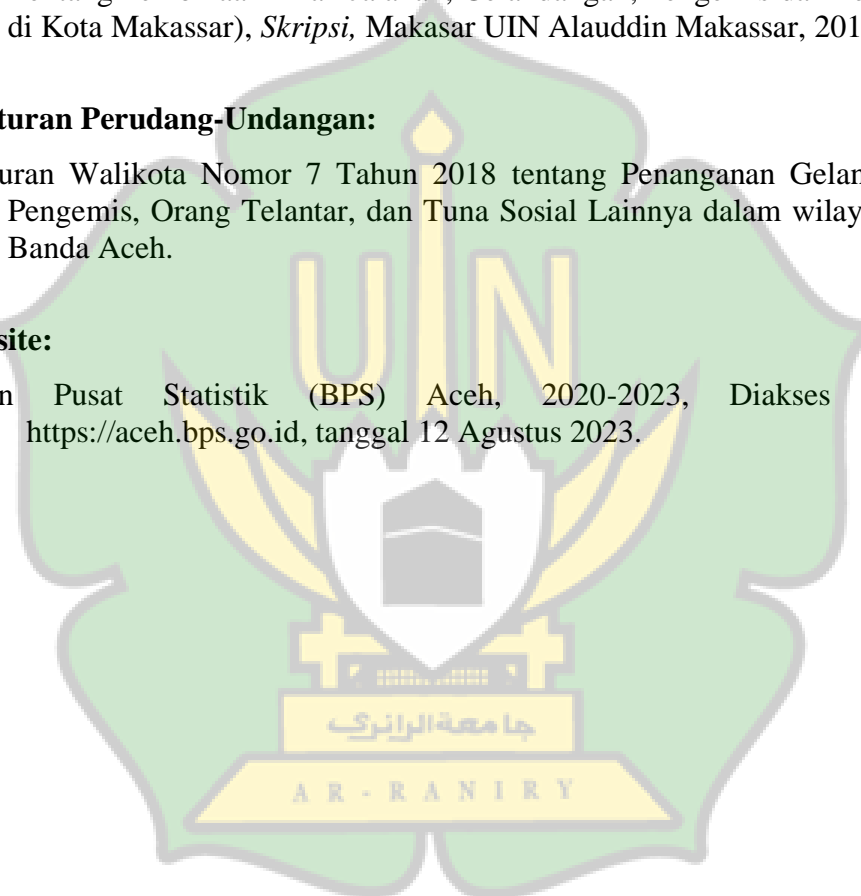 di Kota Makassar), Skripsi, Makasar UIN Alauddin Makassar, 201
turan Perudang-Undangan:
uran Walikota Nomor 7 Tahun 2018 tentang Penanganan Gelan
Pengemis, Orang Telantar, dan Tuna Sosial Lainnya dalam wilay
Banda Aceh.
site:
n Pusat Statistik (BPS) Aceh, 2020-2023, Diakses
https://aceh.bps.go.id, tanggal 12 Agustus 2023.
UIN
جامعة الرانري
AR-RANIRY